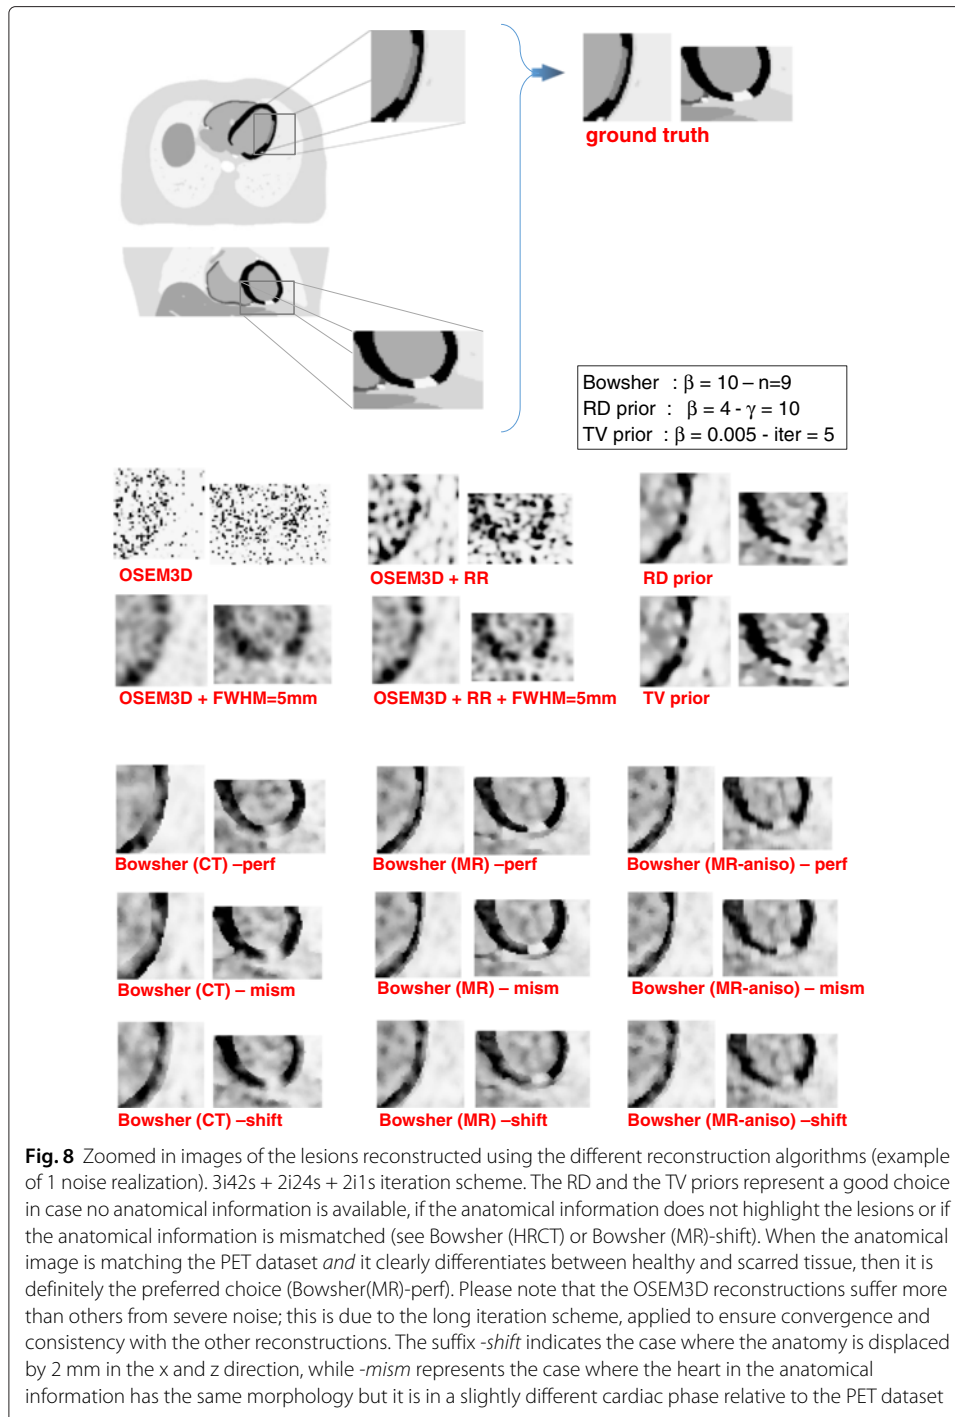 ground truth
Bowsher : β = 10 – n=9
RD prior : β = 4 - γ = 10
TV prior : β = 0.005 - iter = 5
OSEM3D
OSEM3D + RR
RD prior
OSEM3D + FWHM=5mm
OSEM3D + RR + FWHM=5mm
TV prior
Bowsher (CT) –perf
Bowsher (MR) –perf
Bowsher (MR-aniso) – perf
Bowsher (CT) – mism
Bowsher (MR) – mism
Bowsher (MR-aniso) – mism
Bowsher (CT) –shift
Bowsher (MR) –shift
Bowsher (MR-aniso) –shift
Fig. 8 Zoomed in images of the lesions reconstructed using the different reconstruction algorithms (example
of 1 noise realization). 3i42s + 2i24s + 2i1s iteration scheme. The RD and the TV priors represent a good choice
in case no anatomical information is available, if the anatomical information does not highlight the lesions or if
the anatomical information is mismatched (see Bowsher (HRCT) or Bowsher (MR)-shift). When the anatomical
image is matching the PET dataset and it clearly differentiates between healthy and scarred tissue, then it is
definitely the preferred choice (Bowsher(MR)-perf). Please note that the OSEM3D reconstructions suffer more
than others from severe noise; this is due to the long iteration scheme, applied to ensure convergence and
consistency with the other reconstructions. The suffix -shift indicates the case where the anatomy is displaced
by 2 mm in the x and z direction, while -mism represents the case where the heart in the anatomical
information has the same morphology but it is in a slightly different cardiac phase relative to the PET dataset